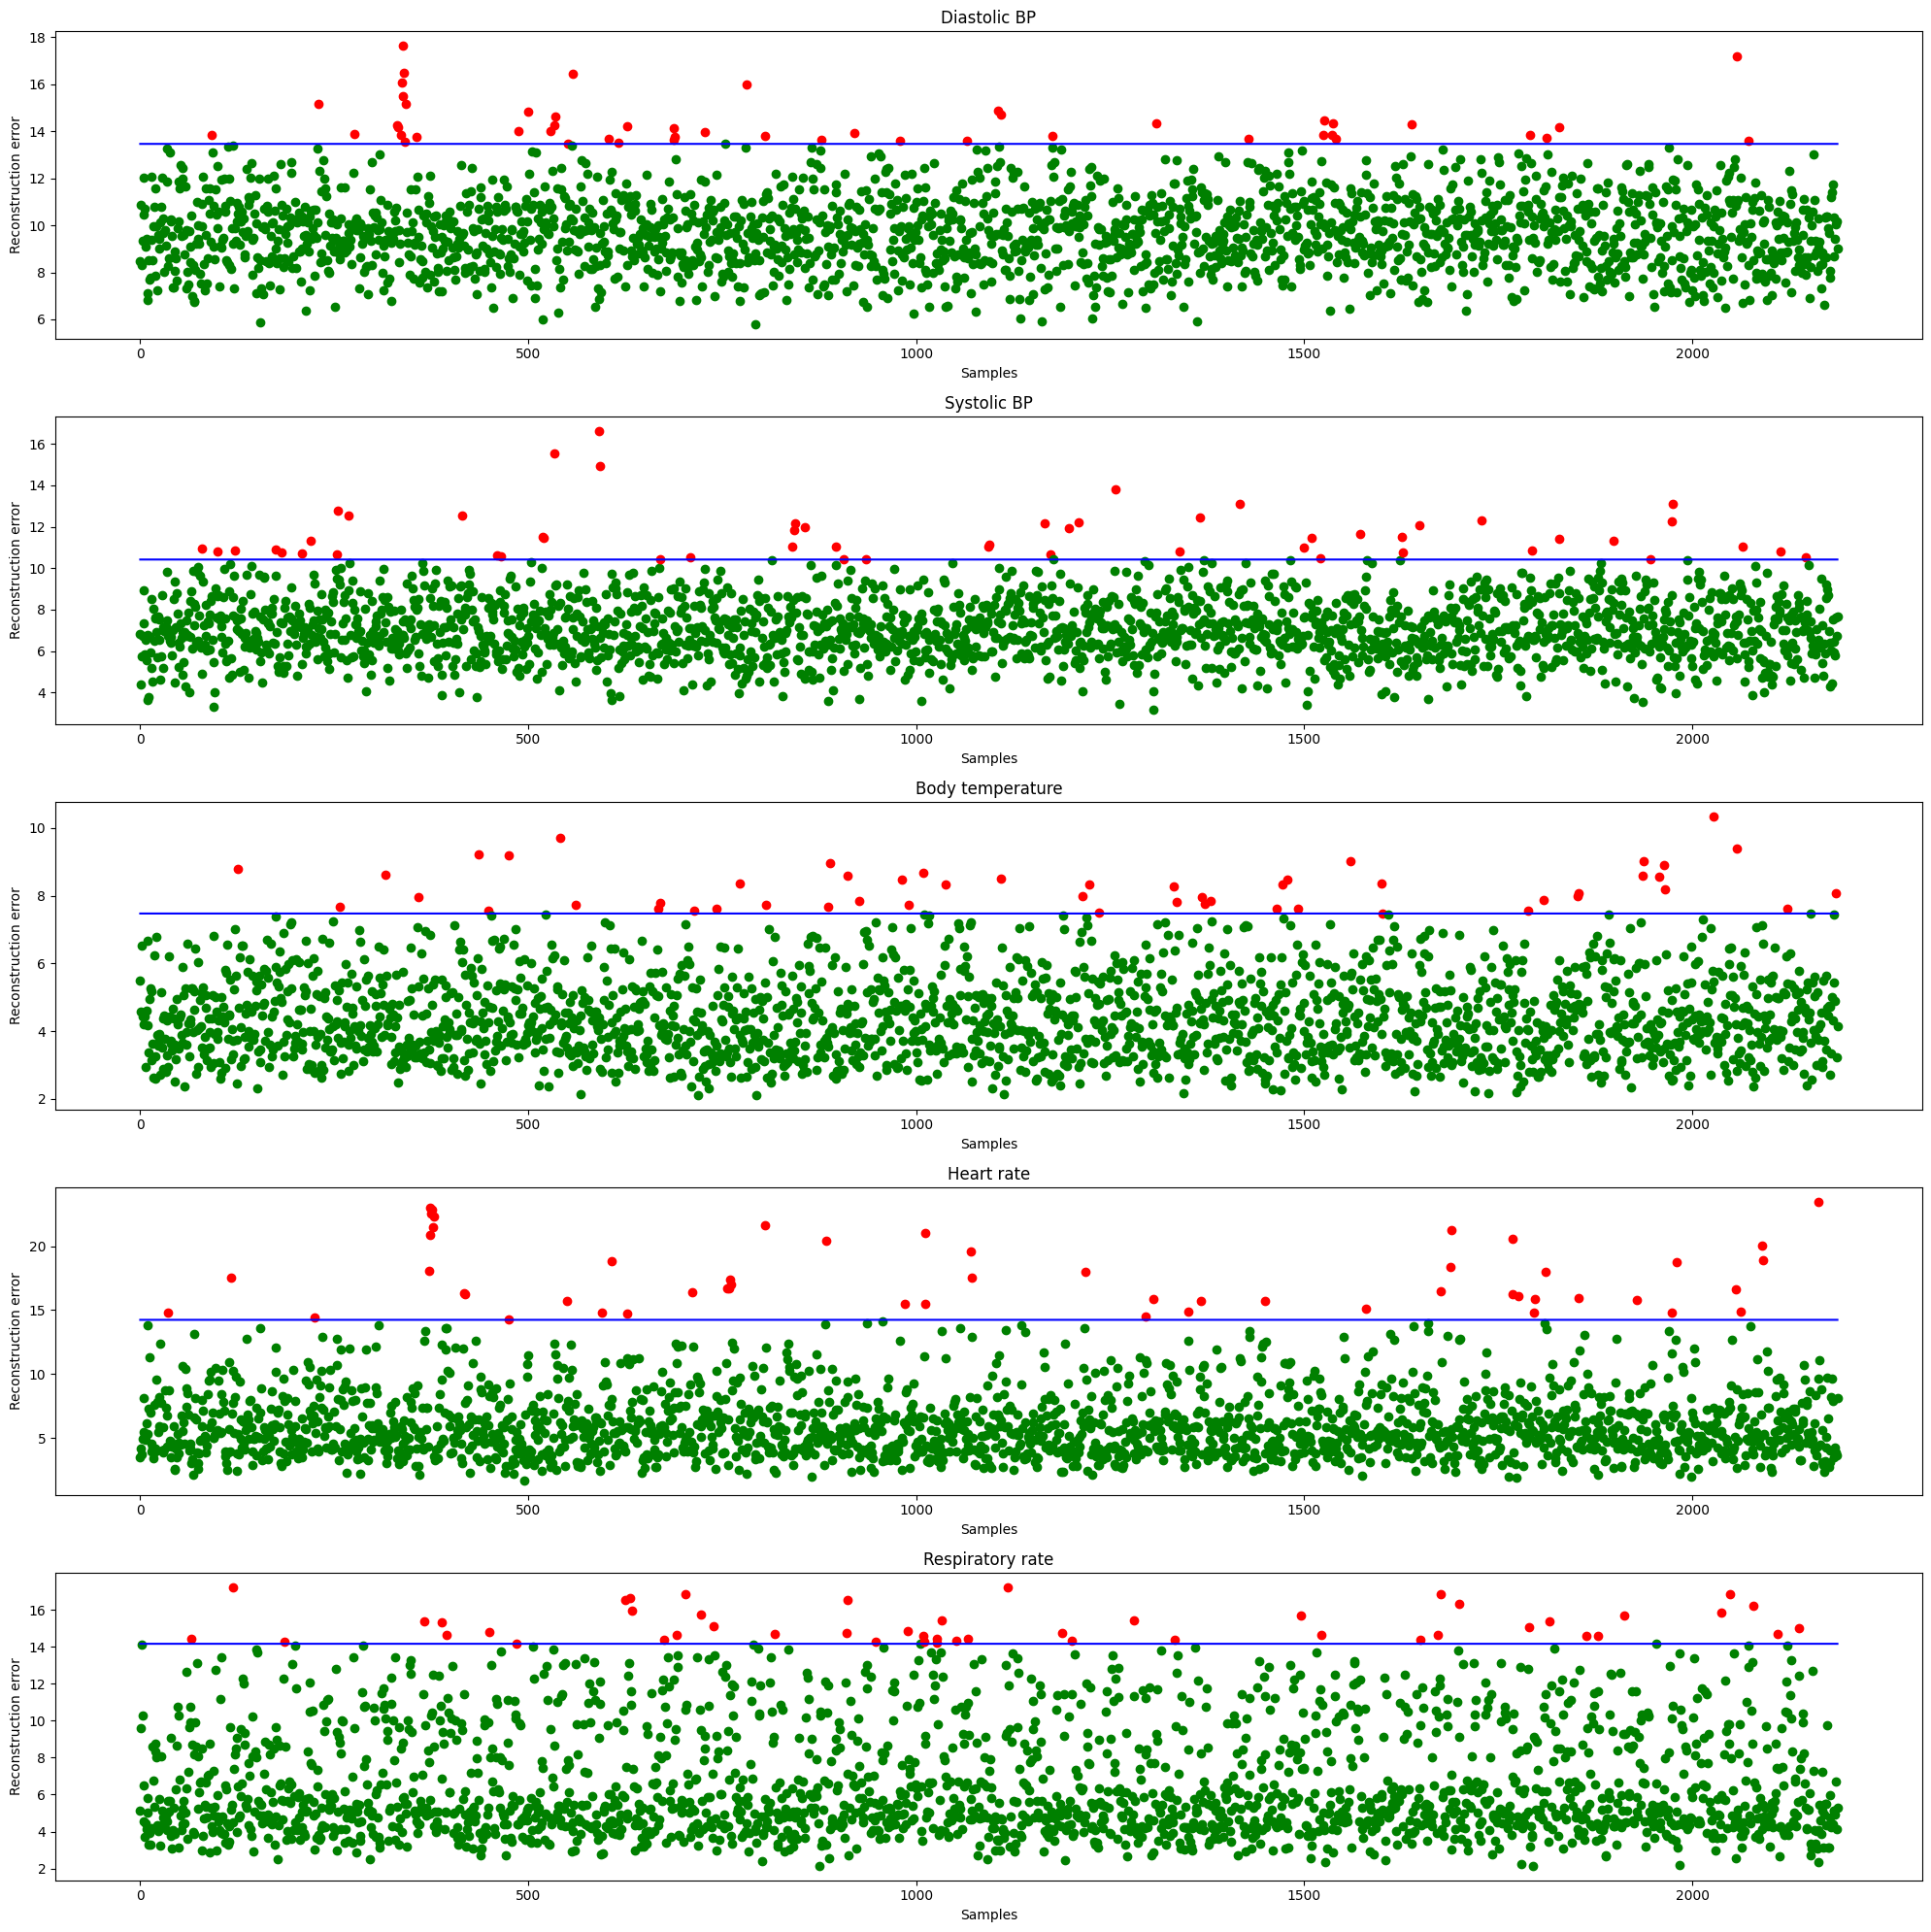 Diastolic BP
18
16
14
12
10
8
6
Reconstruction error
0 500 1000 1500 2000
Samples
Systolic BP
16
14
12
10
8
6
4
Reconstruction error
0 500 1000 1500 2000
Samples
Body temperature
10
8
6
4
2
Reconstruction error
0 500 1000 1500 2000
Samples
Heart rate
20
15
10
5
Reconstruction error
0 500 1000 1500 2000
Samples
Respiratory rate
16
14
12
10
8
6
4
2
Reconstruction error
0 500 1000 1500 2000
Samples